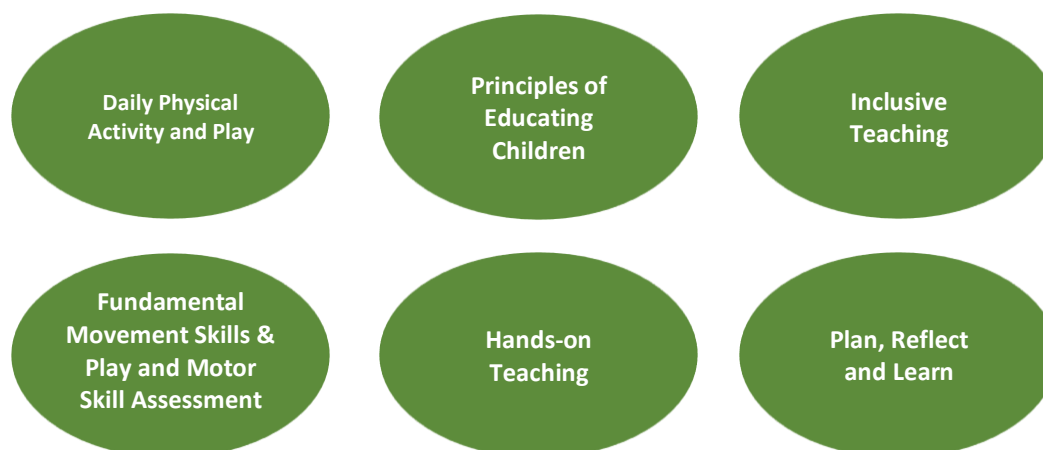 Daily Physical
Activity and Play
Principles of
Educating
Children
Inclusive
Teaching
Fundamental
Movement Skills &
Play and Motor
Skill Assessment
Hands-on
Teaching
Plan, Reflect
and Learn